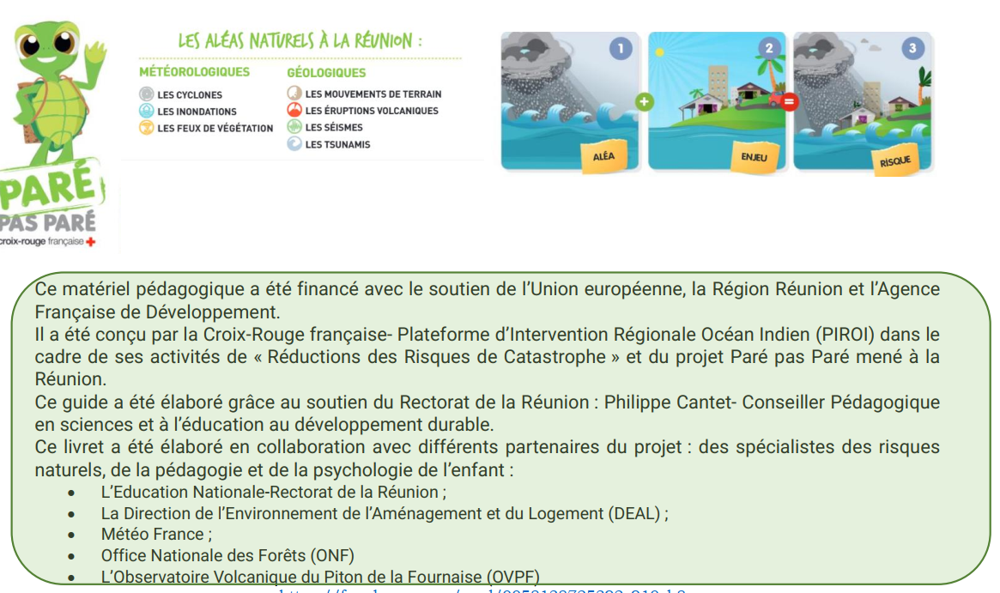 LES ALÉAS NATURELS À LA RÉUNION :
MÉTÉOROLOGIQUES
LES CYCLONES
LES INONDATIONS
LES FEUX DE VÉGÉTATION
GÉOLOGIQUES
LES MOUVEMENTS DE TERRAIN
LES ÉRUPTIONS VOLCANIQUES
LES SÉISMES
LES TSUNAMIS
1
ALÉA
+
2
ENJEU
=
3
RISQUE
PARÉ
PAS PARÉ
croix-rouge française
Ce matériel pédagogique a été financé avec le soutien de l’Union européenne, la Région Réunion et l’Agence
Française de Développement.
Il a été conçu par la Croix-Rouge française- Plateforme d’Intervention Régionale Océan Indien (PIROI) dans le
cadre de ses activités de « Réductions des Risques de Catastrophe » et du projet Paré pas Paré mené à la
Réunion.
Ce guide a été élaboré grâce au soutien du Rectorat de la Réunion : Philippe Cantet- Conseiller Pédagogique
en sciences et à l’éducation au développement durable.
Ce livret a été élaboré en collaboration avec différents partenaires du projet : des spécialistes des risques
naturels, de la pédagogie et de la psychologie de l’enfant :
• L’Education Nationale-Rectorat de la Réunion ;
• La Direction de l’Environnement de l’Aménagement et du Logement (DEAL) ;
• Météo France ;
• Office Nationale des Forêts (ONF)
• L’Observatoire Volcanique du Piton de la Fournaise (OVPF)